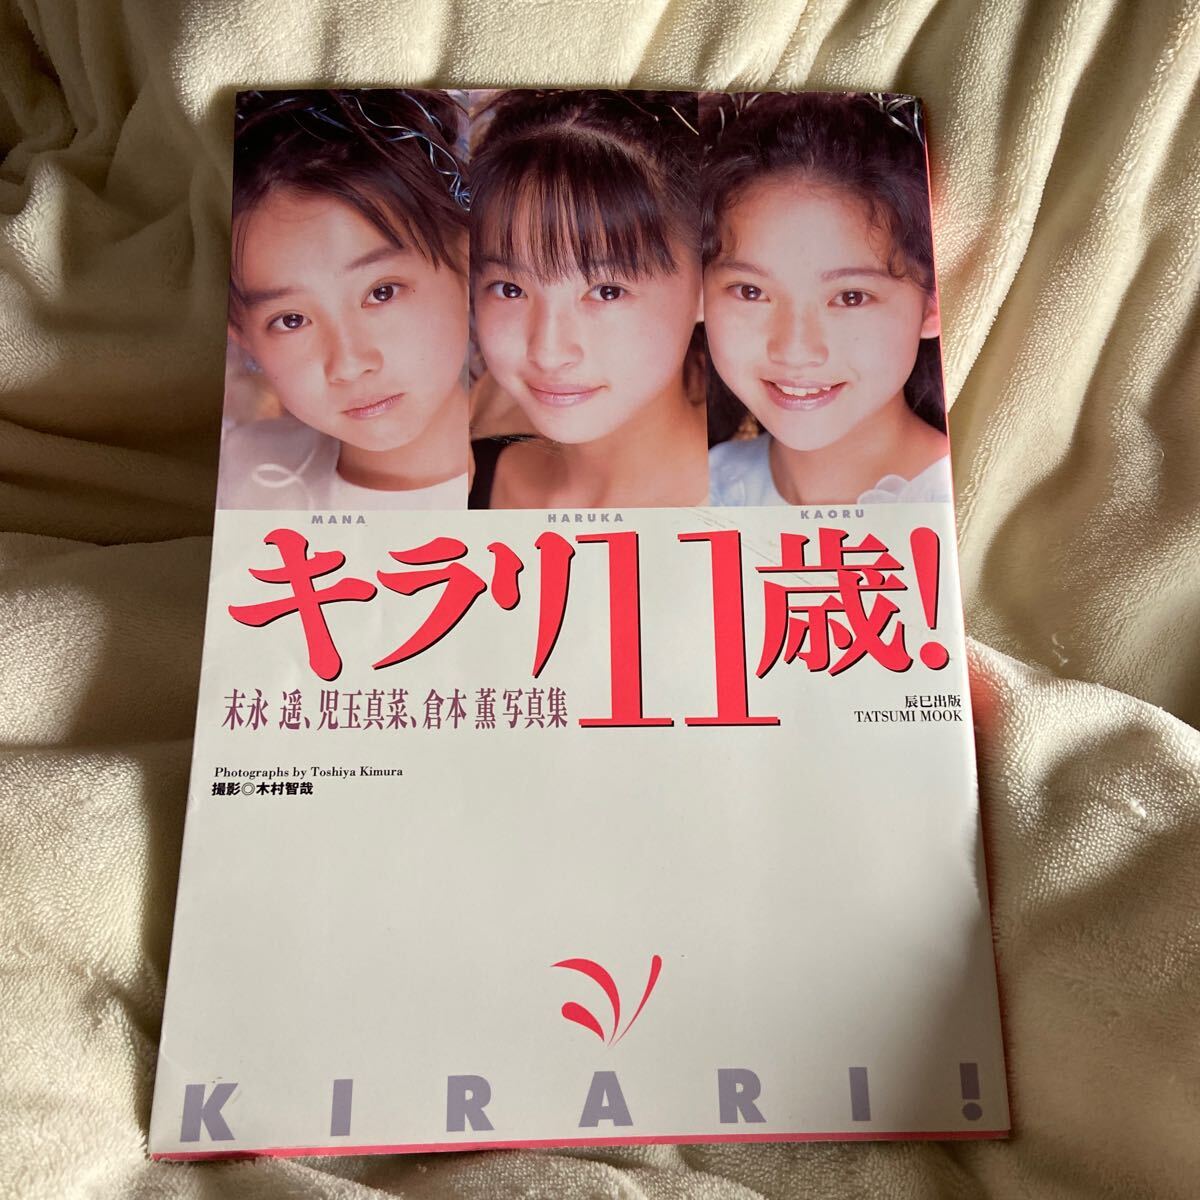 MANA
HARUKA
KAORU
キラリ11歳!
末永 遥、児玉真菜、倉本 薫 写真集
辰巳出版
TATSUMI MOOK
Photographs by Toshiya Kimura
撮影◎木村智哉
KIRARI!